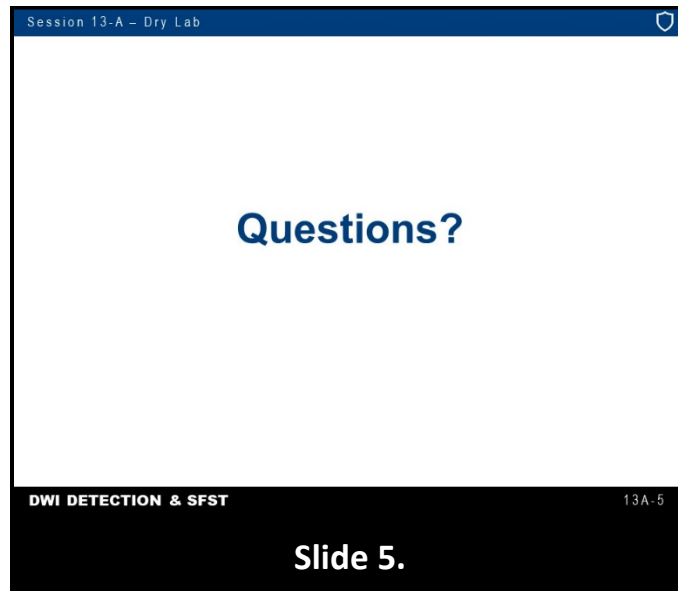 Session 13-A – Dry Lab
Questions?
DWI DETECTION & SFST
13A-5
Slide 5.